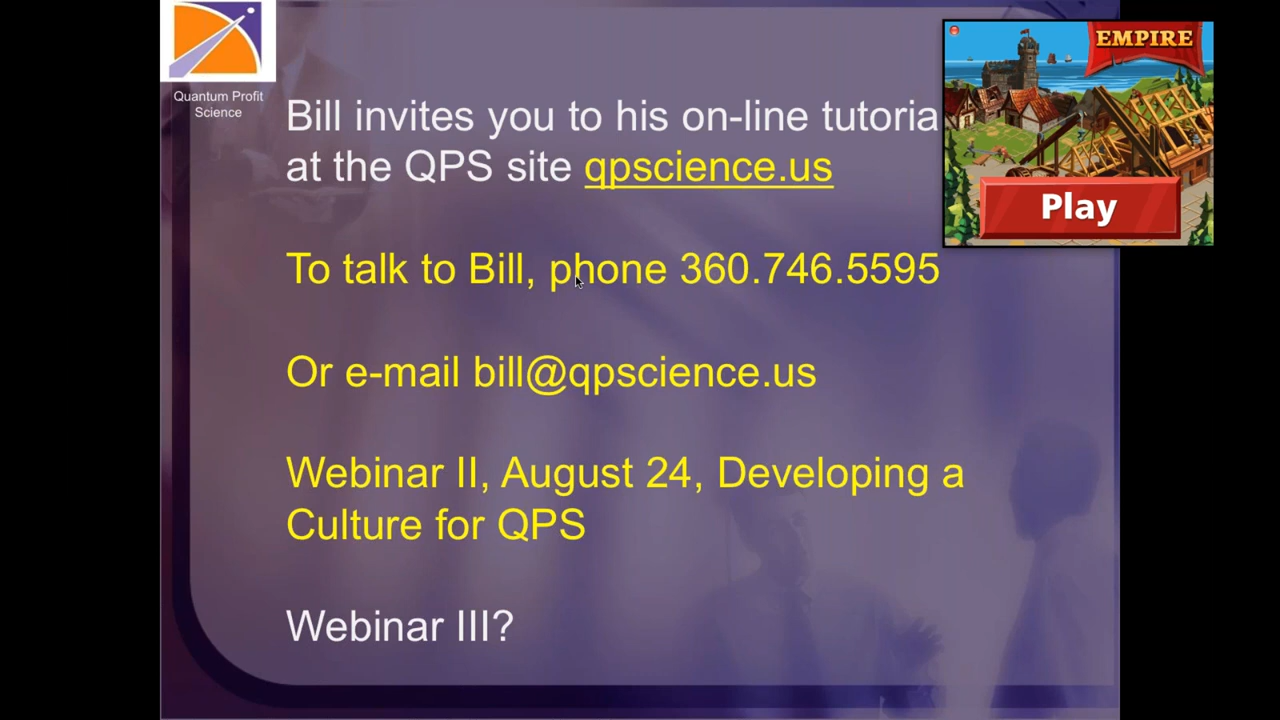 Quantum Profit
Science
EMPIRE
Bill invites you to his on-line tutoria
at the QPS site qpscience.us
Play
To talk to Bill, phone 360.746.5595
Or e-mail bill@qpscience.us
Webinar II, August 24, Developing a
Culture for QPS
Webinar III?